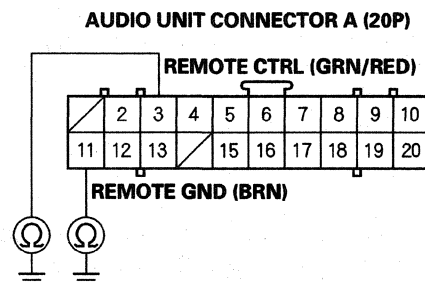 AUDIO UNIT CONNECTOR A (20P)
REMOTE CTRL (GRN/RED)
2 3 4 5 6 7 8 9 10
11 12 13 15 16 17 18 19 20
REMOTE GND (BRN)
Ω Ω